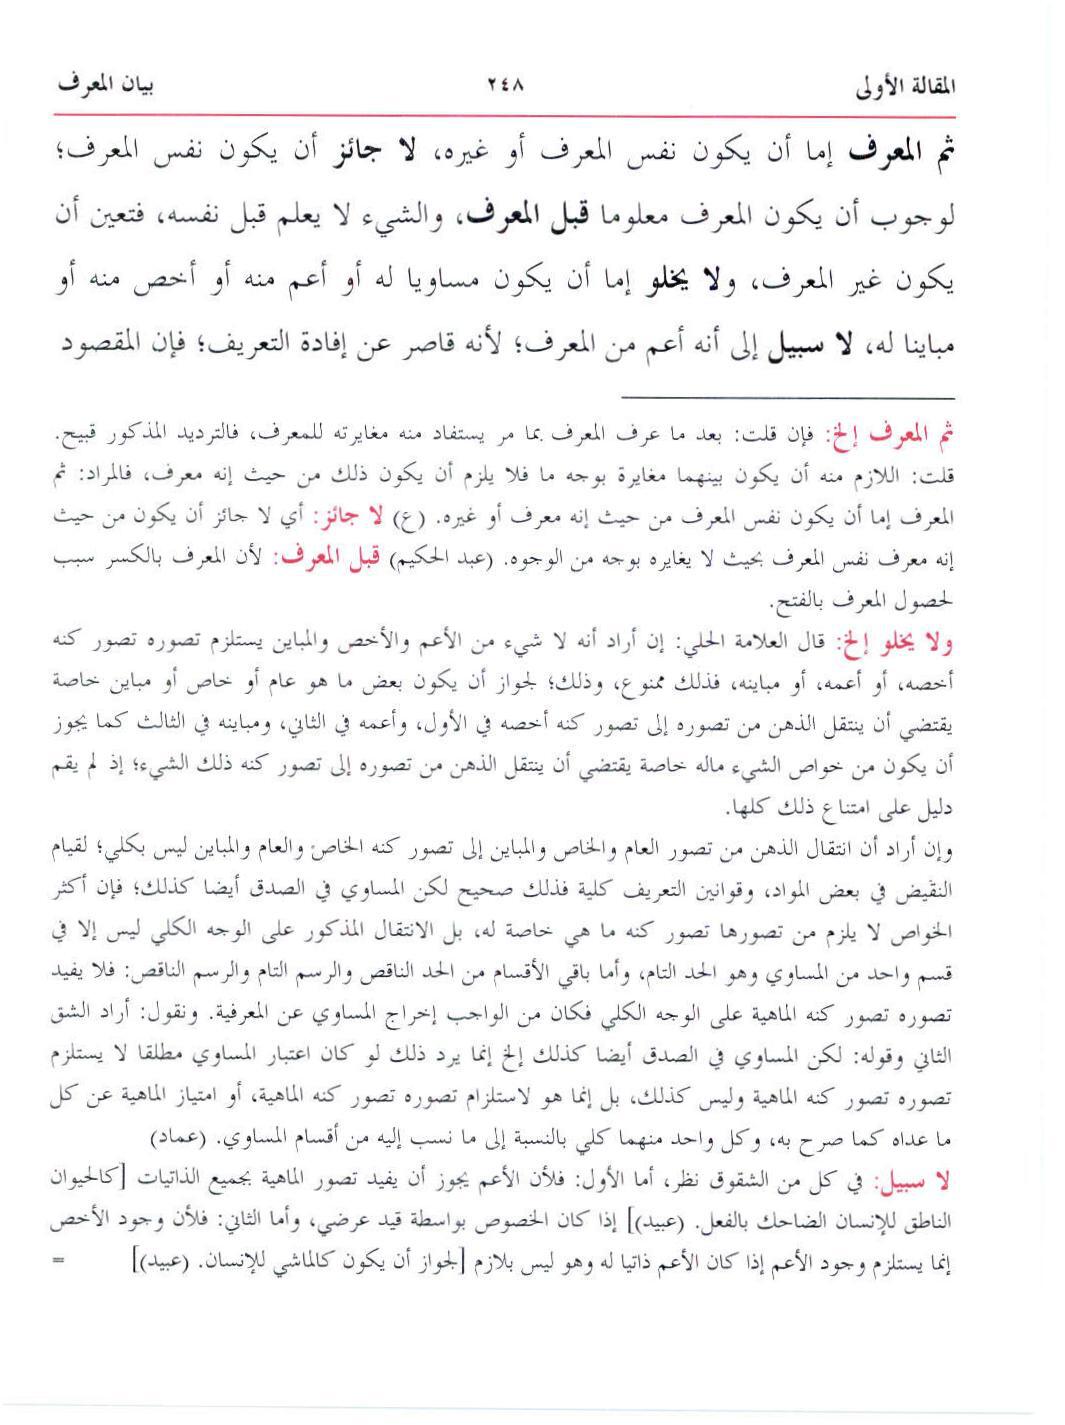 المقالة الأولى ٢٤٨ بيان المعرف
ثم المعرف إما أن يكون نفس المعرف أو غيره، لا جائز أن يكون نفس المعرف؛
لوجوب أن يكون المعرف معلوما قبل المعرف، والشيء لا يعلم قبل نفسه، فتعين أن
يكون غير المعرف، ولا يخلو إما أن يكون مساويا له أو أعم منه أو أخص منه أو
مباينا له، لا سبيل إلى أنه أعم من المعرف؛ لأنه قاصر عن إفادة التعريف؛ فإن المقصود
ثم المعرف إلخ: فإن قلت: بعد ما عرف المعرف بما مر يستفاد منه مغايرته للمعرف، فالترديد المذكور قبيح.
قلت: اللازم منه أن يكون بينهما مغايرة بوجه ما فلا يلزم أن يكون ذلك من حيث إنه معرف، فالمراد: ثم
المعرف إما أن يكون نفس المعرف من حيث إنه معرف أو غيره. (ع) لا جائز: أي لا جائز أن يكون من حيث
إنه معرف نفس المعرف بحيث لا يغايره بوجه من الوجوه. (عبد الحكيم) قبل المعرف: لأن المعرف بالكسر سبب
لحصول المعرف بالفتح.
ولا يخلو إلخ: قال العلامة الحلي: إن أراد أنه لا شيء من الأعم والأخص والمباين يستلزم تصوره تصور كنه
أخصه، أو أعمه، أو مباينه، فذلك ممنوع، وذلك؛ لجواز أن يكون بعض ما هو عام أو خاص أو مباين خاصة
يقتضي أن ينتقل الذهن من تصوره إلى تصور كنه أخصه في الأول، وأعمه في الثاني، ومباينه في الثالث كما يجوز
أن يكون من خواص الشيء ماله خاصة يقتضي أن ينتقل الذهن من تصوره إلى تصور كنه ذلك الشيء؛ إذ لم يقم
دليل على امتناع ذلك كلها.
وإن أراد أن انتقال الذهن من تصور العام والخاص والمباين إلى تصور كنه الخاص والعام والمباين ليس بكلي؛ لقيام
النقيض في بعض المواد، وقوانين التعريف كلية فذلك صحيح لكن المساوي في الصدق أيضا كذلك؛ فإن أكثر
الخواص لا يلزم من تصورها تصور كنه ما هي خاصة له، بل الانتقال المذكور على الوجه الكلي ليس إلا في
قسم واحد من المساوي وهو الحد التام، وأما باقي الأقسام من الحد الناقص والرسم التام والرسم الناقص: فلا يفيد
تصوره تصور كنه الماهية على الوجه الكلي فكان من الواجب إخراج المساوي عن المعرفية. ونقول: أراد الشق
الثاني وقوله: لكن المساوي في الصدق أيضا كذلك إلخ إنما يرد ذلك لو كان اعتبار المساوي مطلقا لا يستلزم
تصوره تصور كنه الماهية وليس كذلك، بل إنما هو لاستلزام تصوره تصور كنه الماهية، أو امتياز الماهية عن كل
ما عداه كما صرح به، وكل واحد منهما كلي بالنسبة إلى ما نسب إليه من أقسام المساوي. (عماد)
لا سبيل: في كل من الشقوق نظر، أما الأول: فلأن الأعم يجوز أن يفيد تصور الماهية بجميع الذاتيات [كالحيوان
الناطق للإنسان الضاحك بالفعل. (عبيد)] إذا كان الخصوص بواسطة قيد عرضي، وأما الثاني: فلأن وجود الأخص
إنما يستلزم وجود الأعم إذا كان الأعم ذاتيا له وهو ليس بلازم [لجواز أن يكون كالماشي للإنسان. (عبيد)] =